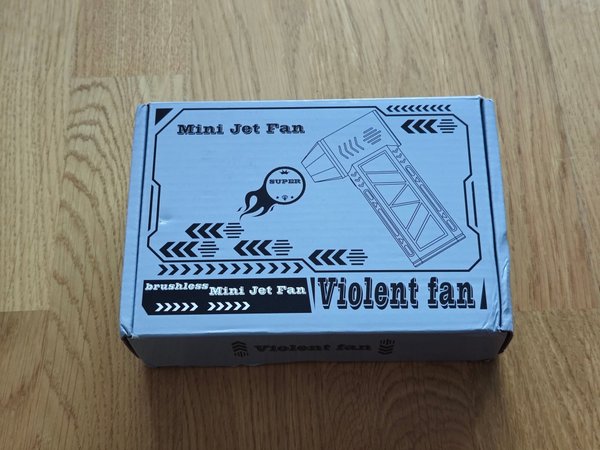 Mini Jet Fan
SUPER
brushless
Mini Jet Fan
Violent fan
Violent fan